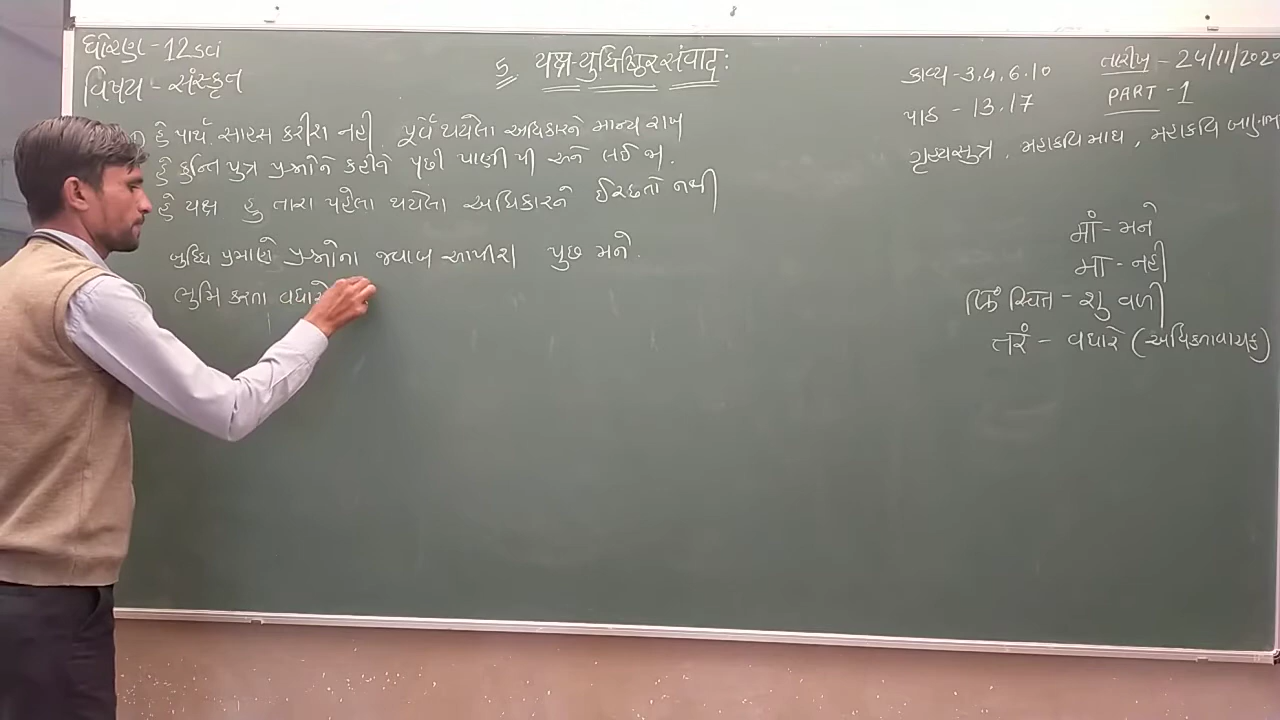 ધોરણ - 12 કલા
વિષય - સંસ્કૃત
5 યક્ષ-યુધિષ્ઠિર સંવાદ:
કાવ્ય - 3, 4, 6, 10
પાઠ - 13, 17
તારીખ - 24/11/2020
PART - 1
ગૃહ્યસૂત્ર, મહાકવિ માઘ, મહાકવિ
હે પાર્થ સાહસ કરીશ નહી. પૂર્વે થયેલા અધિકારને માન્ય રાખ
હે કુન્તિ પુત્ર પ્રશ્નોને કરીને પછી પાણી પી અને લઈ જા.
હે યક્ષ હુ તારા પહેલા થયેલા અધિકારને ઈચ્છતો નથી
બુધ્ધિ પ્રમાણે પ્રશ્નોના જવાબ આપીશ પુછ મને.
ભુમિ કરતા વધારે
માં - મને
મા - નહી
કિં સ્વિત - શુ વળી
તરં - વધારે (અધિકતાવાચક)